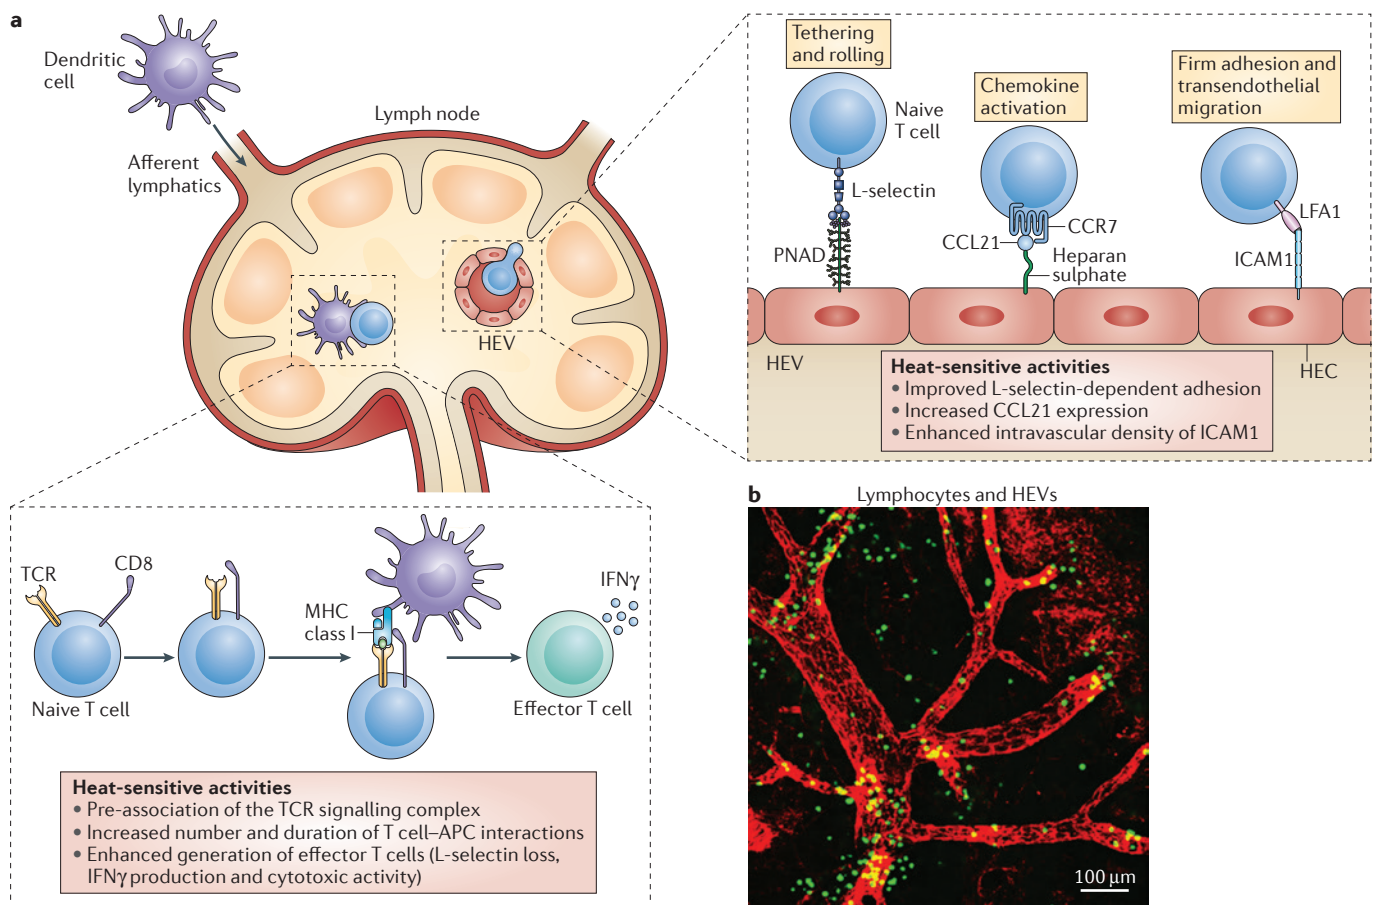 a
Dendritic
cell
Afferent
lymphatics
Lymph node
HEV
Tethering
and rolling
Naive
T cell
L-selectin
PNAD
Chemokine
activation
CCR7
CCL21
Heparan
sulphate
Firm adhesion and
transendothelial
migration
LFA1
ICAM1
HEV
HEC
Heat-sensitive activities
• Improved L-selectin-dependent adhesion
• Increased CCL21 expression
• Enhanced intravascular density of ICAM1
TCR
CD8
Naive T cell
MHC
class I
IFNγ
Effector T cell
Heat-sensitive activities
• Pre-association of the TCR signalling complex
• Increased number and duration of T cell–APC interactions
• Enhanced generation of effector T cells (L-selectin loss,
IFNγ production and cytotoxic activity)
b
Lymphocytes and HEVs
100 μm